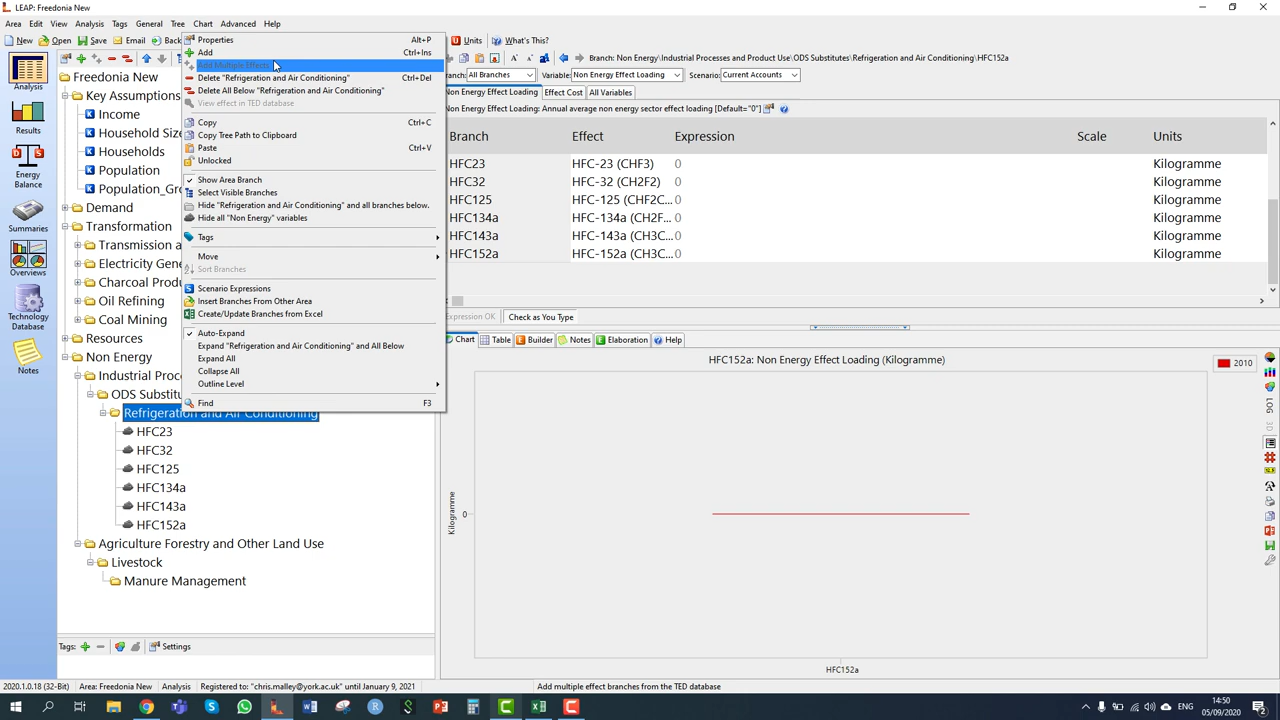 LEAP: Freedonia New
Area Edit View Analysis Tags General Tree Chart Advanced Help
New Open Save Email Back Units What's This?
Branch: Non Energy\Industrial Processes and Product Use\ODS Substitutes\Refrigeration and Air Conditioning\HFC152a
Branch: All Branches Variable: Non Energy Effect Loading Scenario: Current Accounts
Non Energy Effect Loading Effect Cost All Variables
Non Energy Effect Loading: Annual average non energy sector effect loading [Default="0"]
Branch Effect Expression Scale Units
HFC23 HFC-23 (CHF3) 0 Kilogramme
HFC32 HFC-32 (CH2F2) 0 Kilogramme
HFC125 HFC-125 (CHF2C... 0 Kilogramme
HFC134a HFC-134a (CH2F... 0 Kilogramme
HFC143a HFC-143a (CH3C... 0 Kilogramme
HFC152a HFC-152a (CH3C... 0 Kilogramme
Expression OK Check as You Type
Chart Table Builder Notes Elaboration Help
HFC152a: Non Energy Effect Loading (Kilogramme)
2010
LOG
3D
Kilogramme
0
HFC152a
Properties Alt+P
Add Ctrl+Ins
Add Multiple Effects
Delete "Refrigeration and Air Conditioning" Ctrl+Del
Delete All Below "Refrigeration and Air Conditioning"
View effect in TED database
Copy Ctrl+C
Copy Tree Path to Clipboard
Paste Ctrl+V
Unlocked
Show Area Branch
Select Visible Branches
Hide "Refrigeration and Air Conditioning" and all branches below.
Hide all "Non Energy" variables
Tags
Move
Sort Branches
Scenario Expressions
Insert Branches From Other Area
Create/Update Branches from Excel
Auto-Expand
Expand "Refrigeration and Air Conditioning" and All Below
Expand All
Collapse All
Outline Level
Find F3
Analysis
Results
Energy
Balance
Summaries
Overviews
Technology
Database
Notes
Freedonia New
Key Assumptions
Income
Household Size
Households
Population
Population_Gro
Demand
Transformation
Transmission a
Electricity Gene
Charcoal Produ
Oil Refining
Coal Mining
Resources
Non Energy
Industrial Proc
ODS Substitu
Refrigeration and Air Conditioning
HFC23
HFC32
HFC125
HFC134a
HFC143a
HFC152a
Agriculture Forestry and Other Land Use
Livestock
Manure Management
Tags: Settings
2020.1.0.18 (32-Bit) Area: Freedonia New Analysis Registered to: "chris.malley@york.ac.uk" until January 9, 2021 Add multiple effect branches from the TED database
ENG
14:50
05/09/2020
2